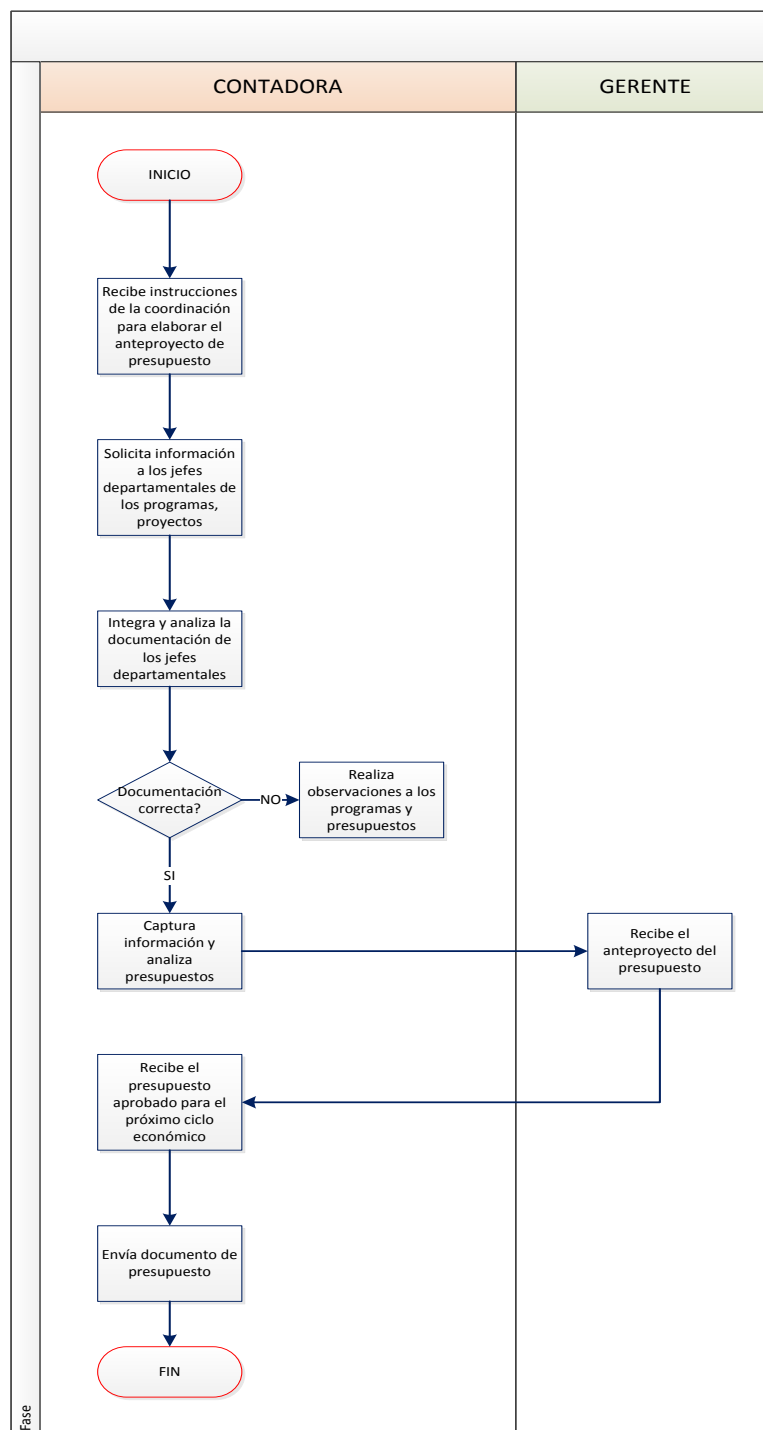 CONTADORA
GERENTE
INICIO
Recibe instrucciones
de la coordinación
para elaborar el
anteproyecto de
presupuesto
Solicita información
a los jefes
departamentales de
los programas,
proyectos
Integra y analiza la
documentación de
los jefes
departamentales
Documentación
correcta?
NO
Realiza
observaciones a los
programas y
presupuestos
SI
Captura
información y
analiza
presupuestos
Recibe el
anteproyecto del
presupuesto
Recibe el
presupuesto
aprobado para el
próximo ciclo
económico
Envía documento de
presupuesto
FIN
Fase